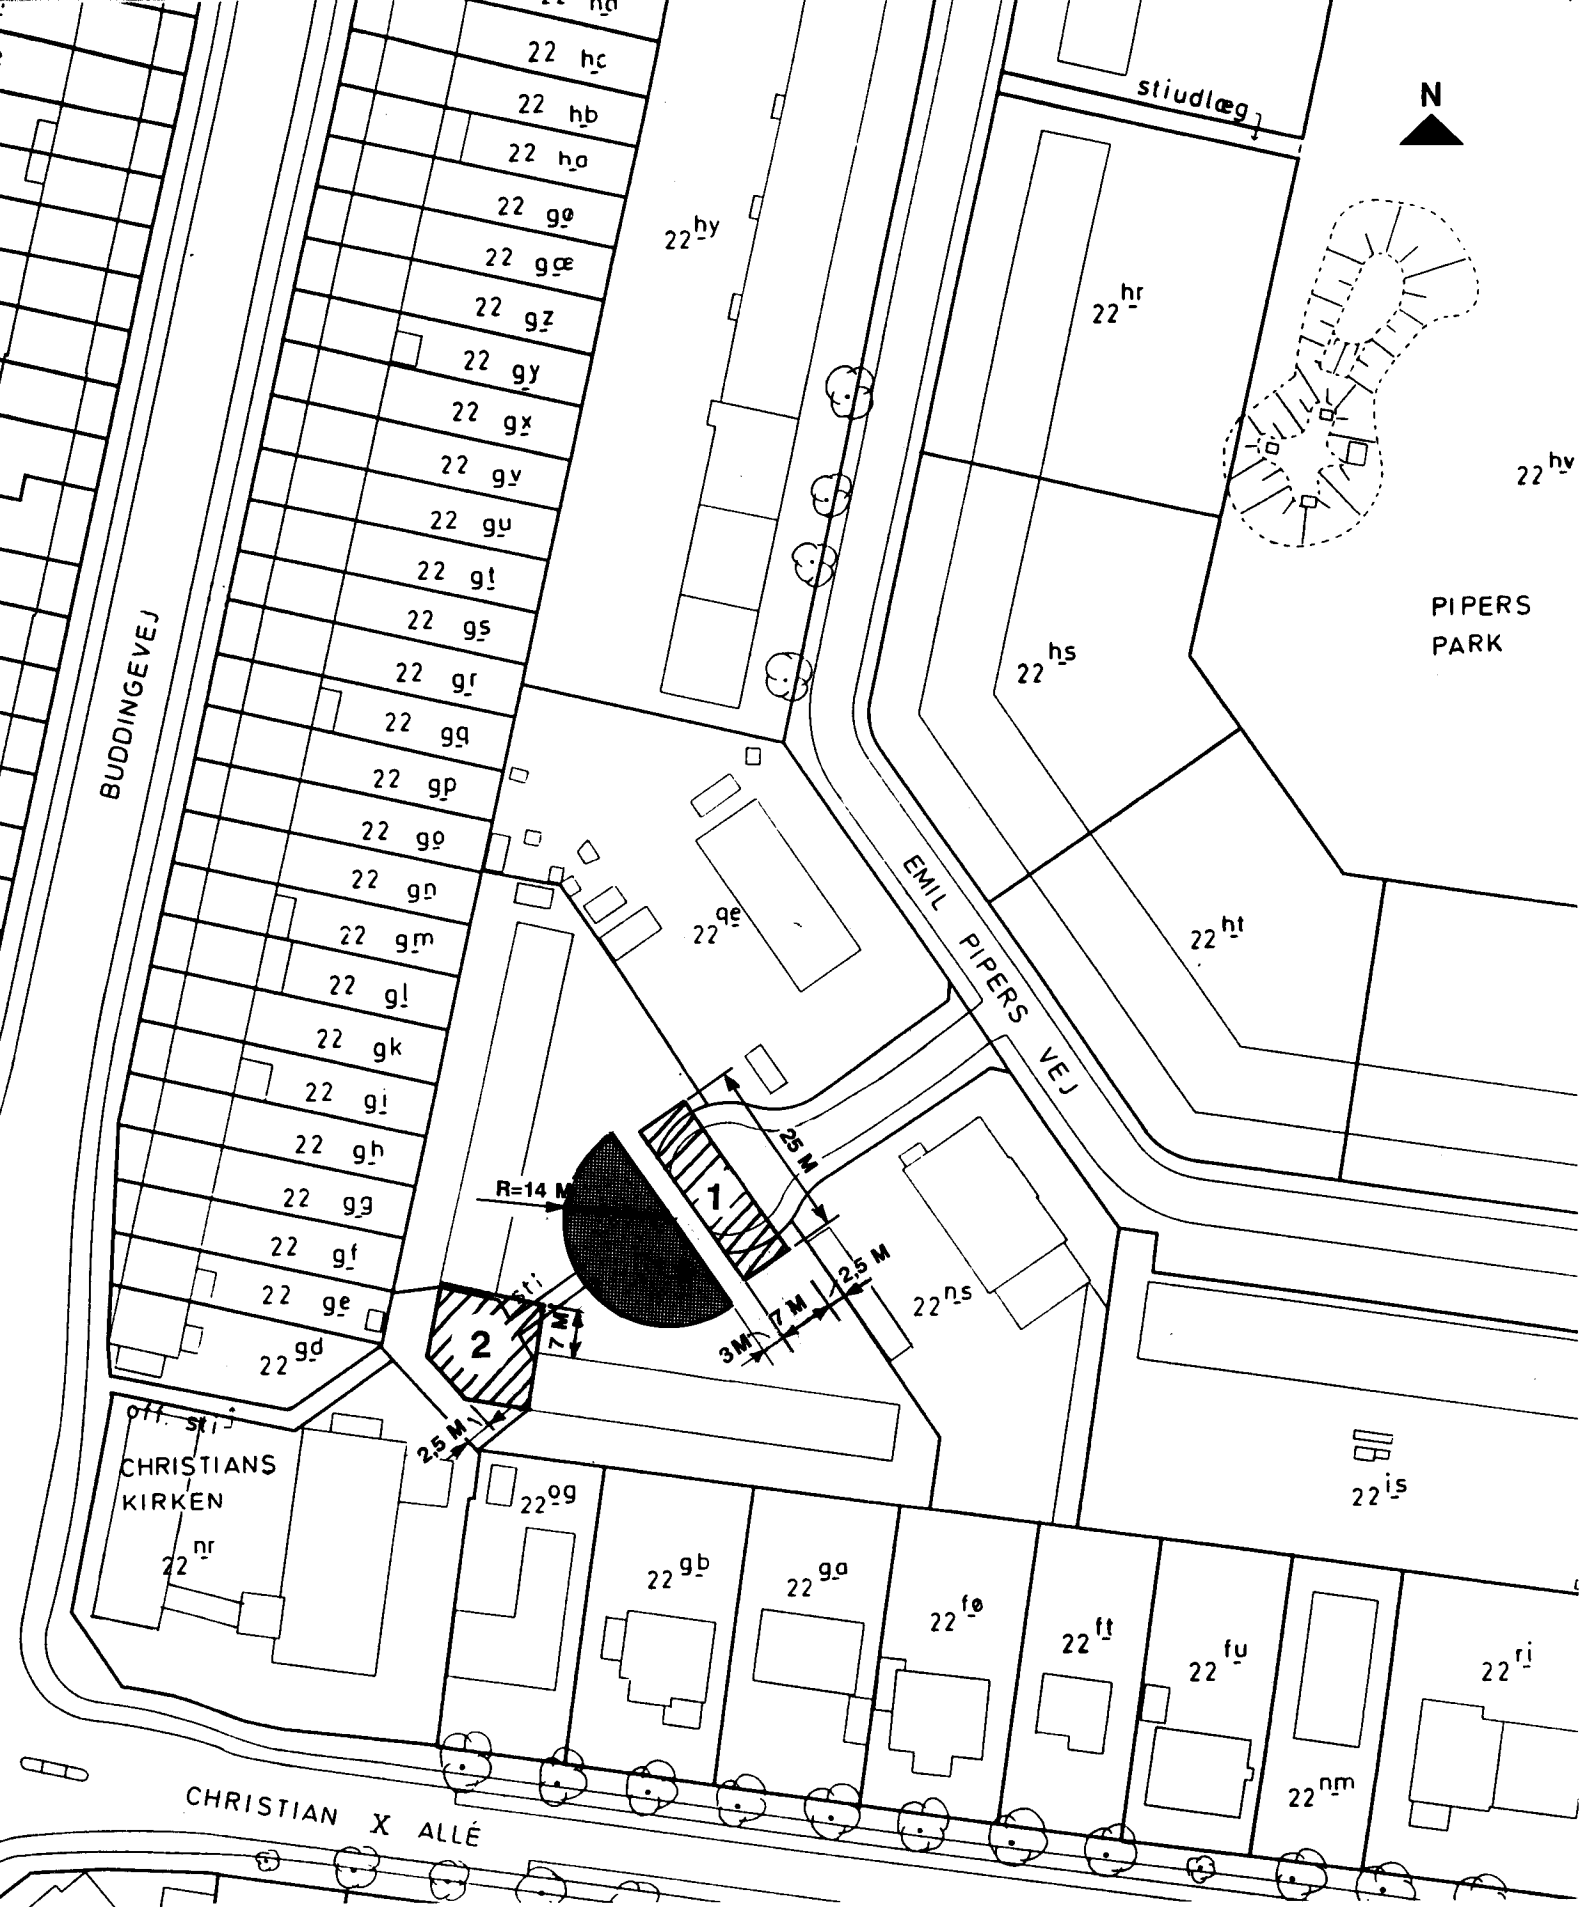 22 hc
22 hb
22 ha
22 gø
22 gæ
22 gz
22 gy
22 gx
22 gv
22 gu
22 gt
22 gs
22 gr
22 gq
22 gp
22 go
22 gn
22 gm
22 gl
22 gk
22 gi
22 gh
22 gg
22 gf
22 ge
22 gd
BUDDINGEVEJ
22 hy
stiudlæg
N
22 hr
22 hv
PIPERS
PARK
22 hs
22 ht
22 qe
EMIL PIPERS VEJ
25 M
R=14 M
1
2,5 M
7 M
3 M
22 ns
sti
7 M
2
2,5 M
off. sti
CHRISTIANS
KIRKEN
22 nr
22 og
22 gb
22 ga
22 fø
22 ft
22 fu
22 nm
22 ri
22 is
CHRISTIAN X ALLÉ